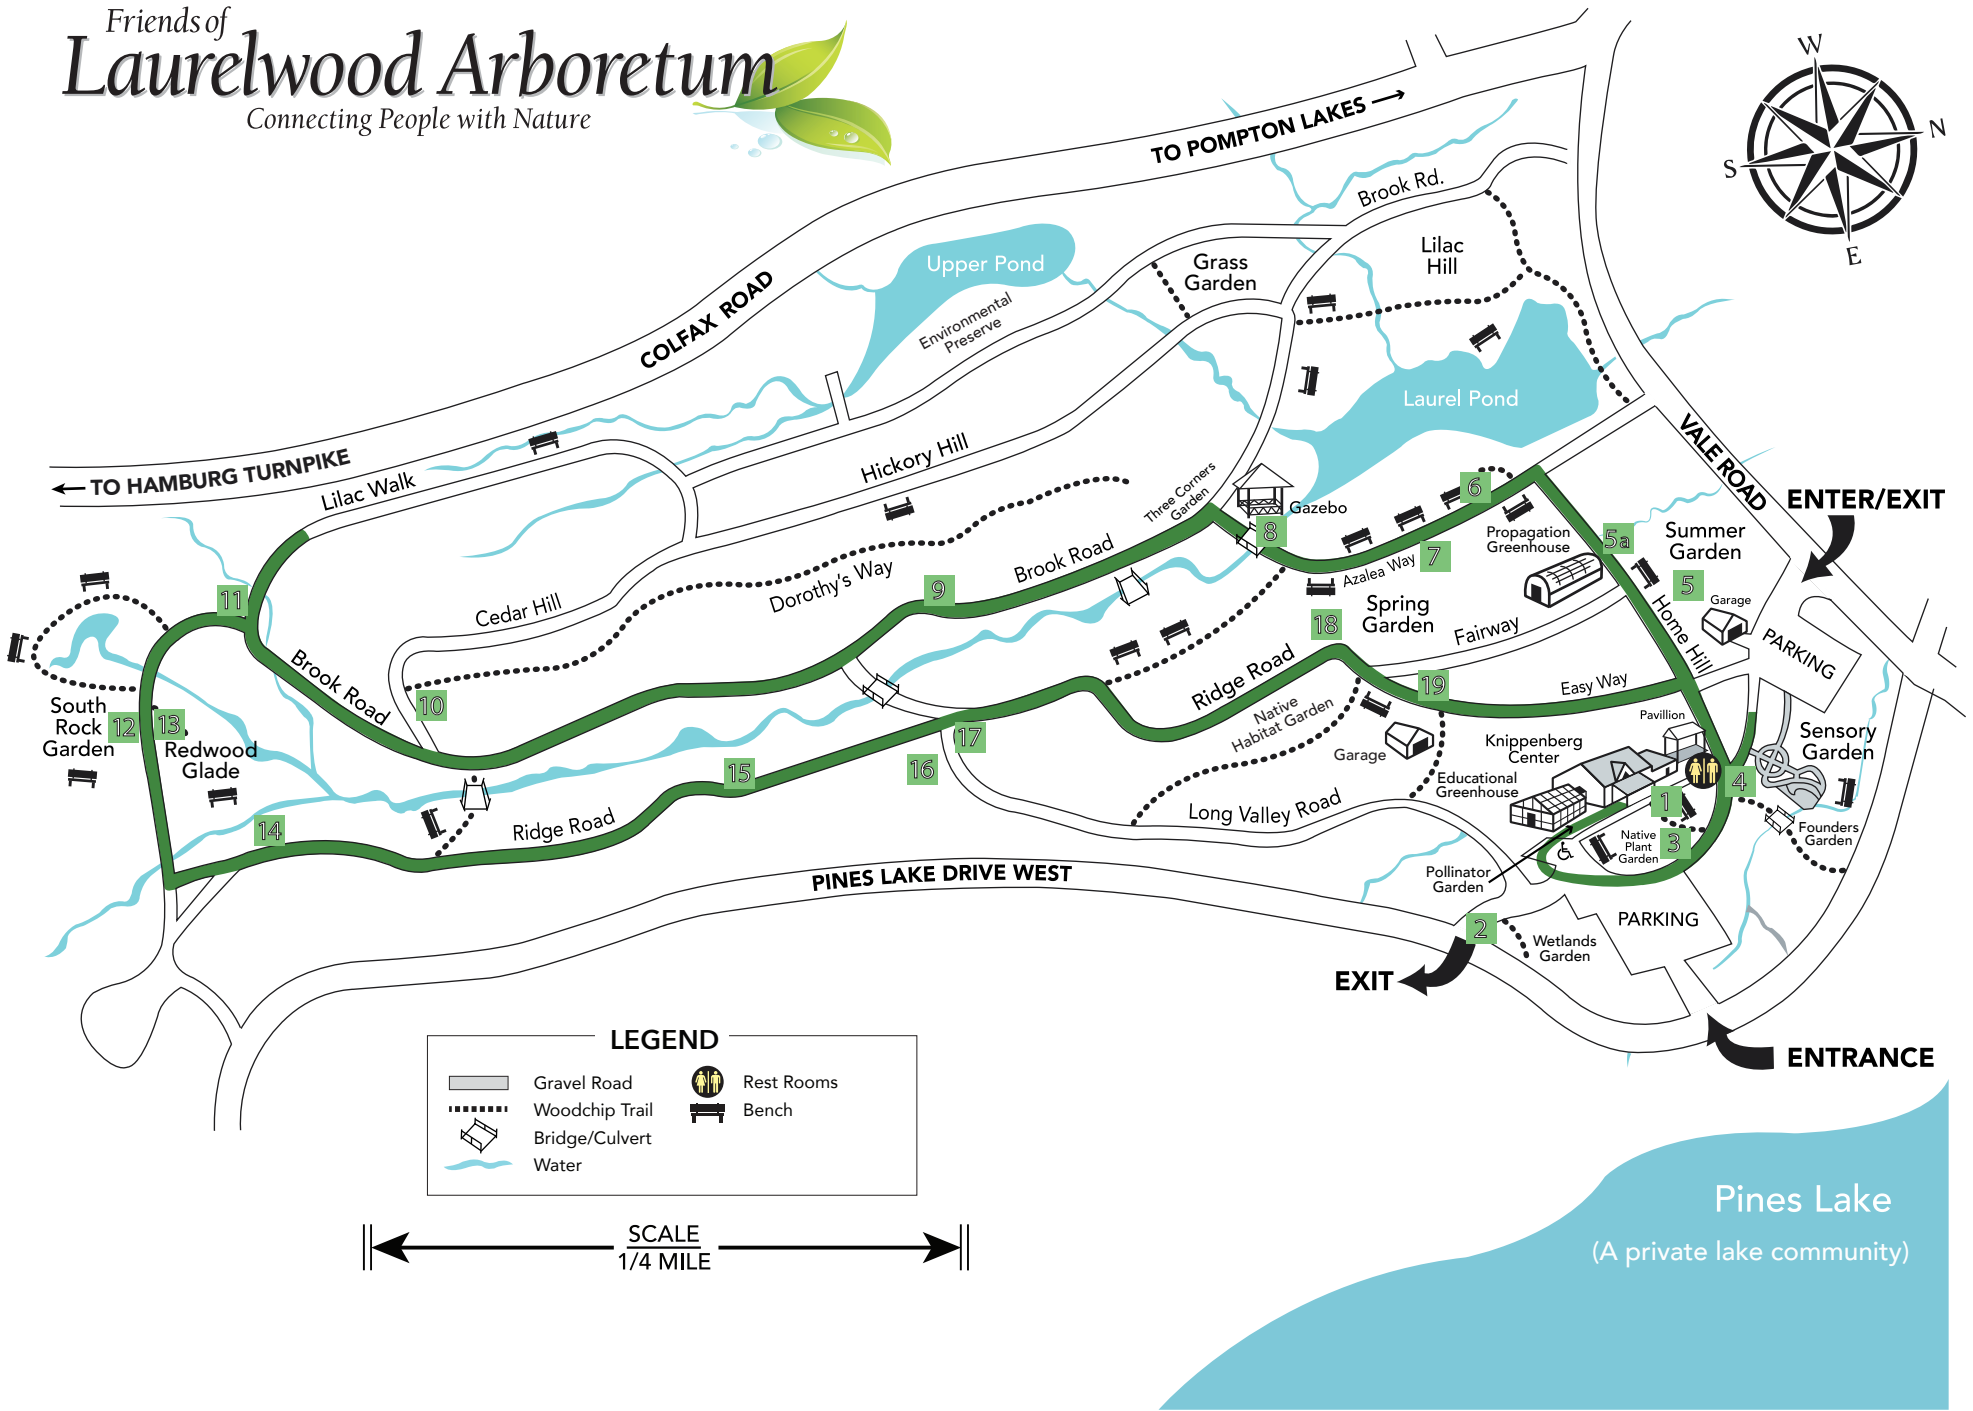 Friends of
Laurelwood Arboretum
Connecting People with Nature
W
N
S
E
TO POMPTON LAKES
Brook Rd.
Lilac
Hill
Grass
Garden
Upper Pond
Environmental
Preserve
COLFAX ROAD
Laurel Pond
VALE ROAD
TO HAMBURG TURNPIKE
Lilac Walk
Hickory Hill
Three Corners
Garden
Gazebo
6
8
7
Azalea Way
Propagation
Greenhouse
5a
Summer
Garden
5
Garage
ENTER/EXIT
PARKING
Home Hill
Cedar Hill
Dorothy's Way
9
Brook Road
11
18
Spring
Garden
Fairway
Brook Road
10
Ridge Road
19
Easy Way
South
Rock
Garden
12
13
Redwood
Glade
Native
Habitat Garden
Garage
Pavillion
Knippenberg
Center
Educational
Greenhouse
Sensory
Garden
17
16
15
4
1
14
Ridge Road
Long Valley Road
Native
Plant
Garden
3
Founders
Garden
Pollinator
Garden
PINES LAKE DRIVE WEST
PARKING
2
Wetlands
Garden
EXIT
ENTRANCE
LEGEND
Gravel Road
Rest Rooms
Woodchip Trail
Bench
Bridge/Culvert
Water
SCALE
1/4 MILE
Pines Lake
(A private lake community)